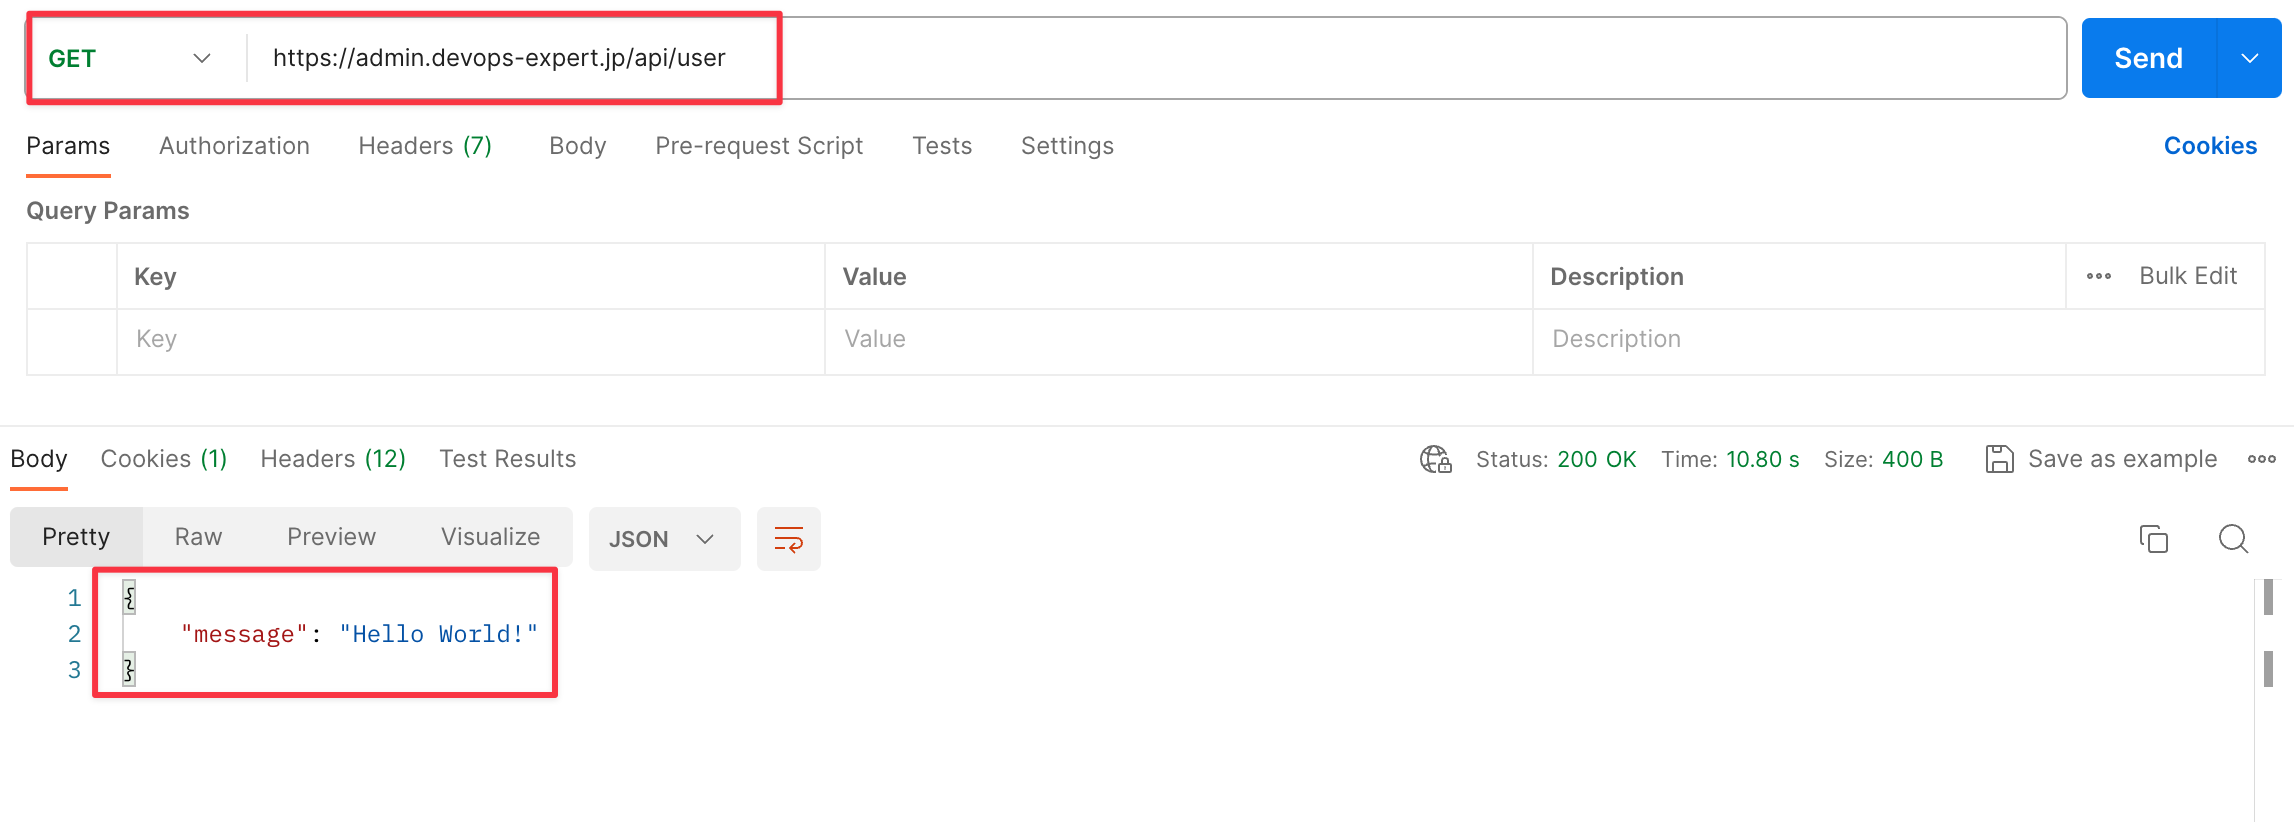 GET https://admin.devops-expert.jp/api/user Send
Params Authorization Headers (7) Body Pre-request Script Tests Settings Cookies
Query Params
Key Value Description Bulk Edit
Key Value Description
Body Cookies (1) Headers (12) Test Results Status: 200 OK Time: 10.80 s Size: 400 B Save as example
Pretty Raw Preview Visualize JSON
1 {
2 "message": "Hello World!"
3 }